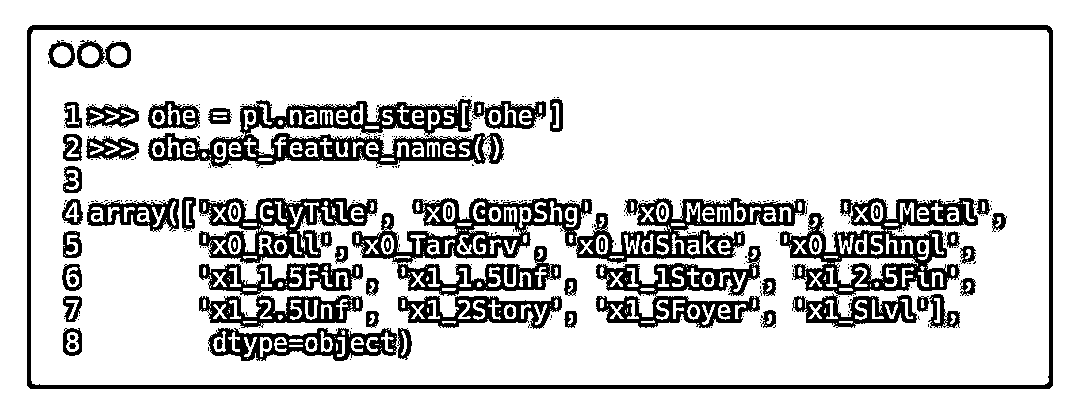 1 >>> ohe = pl.named_steps['ohe']
2 >>> ohe.get_feature_names()
3
4 array(['x0_ClyTile', 'x0_CompShg', 'x0_Membran', 'x0_Metal',
5 'x0_Roll','x0_Tar&Grv', 'x0_WdShake', 'x0_WdShngl',
6 'x1_1.5Fin', 'x1_1.5Unf', 'x1_1Story', 'x1_2.5Fin',
7 'x1_2.5Unf', 'x1_2Story', 'x1_SFoyer', 'x1_SLvl'],
8 dtype=object)